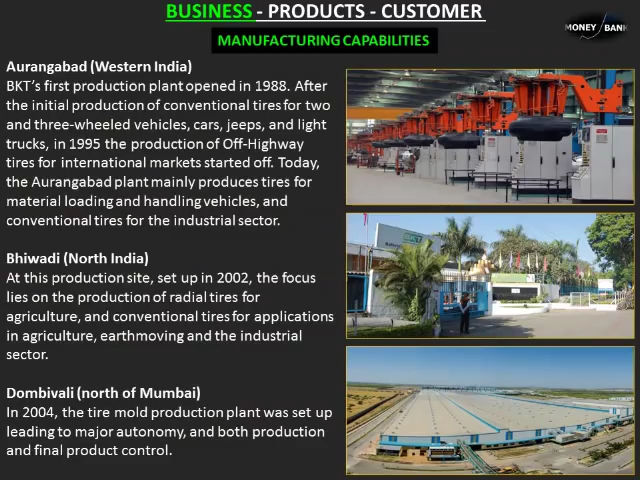 BUSINESS - PRODUCTS - CUSTOMER
MONEY BANK
MANUFACTURING CAPABILITIES
Aurangabad (Western India)
BKT's first production plant opened in 1988. After
the initial production of conventional tires for two
and three-wheeled vehicles, cars, jeeps, and light
trucks, in 1995 the production of Off-Highway
tires for international markets started off. Today,
the Aurangabad plant mainly produces tires for
material loading and handling vehicles, and
conventional tires for the industrial sector.
Bhiwadi (North India)
At this production site, set up in 2002, the focus
lies on the production of radial tires for
agriculture, and conventional tires for applications
in agriculture, earthmoving and the industrial
sector.
Dombivali (north of Mumbai)
In 2004, the tire mold production plant was set up
leading to major autonomy, and both production
and final product control.
BKT